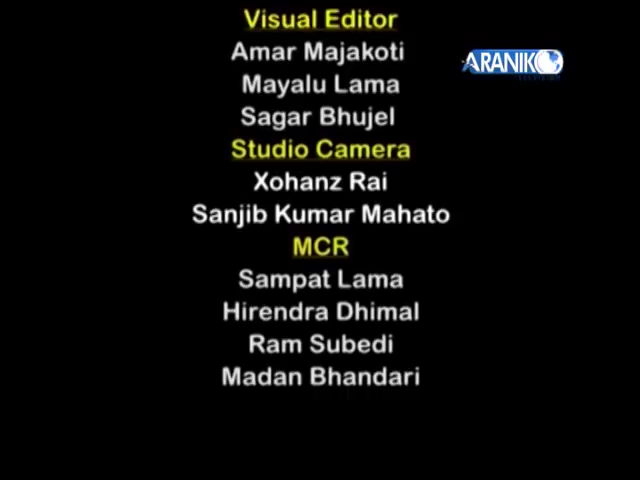 Visual Editor
Amar Majakoti
Mayalu Lama
Sagar Bhujel
Studio Camera
Xohanz Rai
Sanjib Kumar Mahato
MCR
Sampat Lama
Hirendra Dhimal
Ram Subedi
Madan Bhandari
ARANIKO